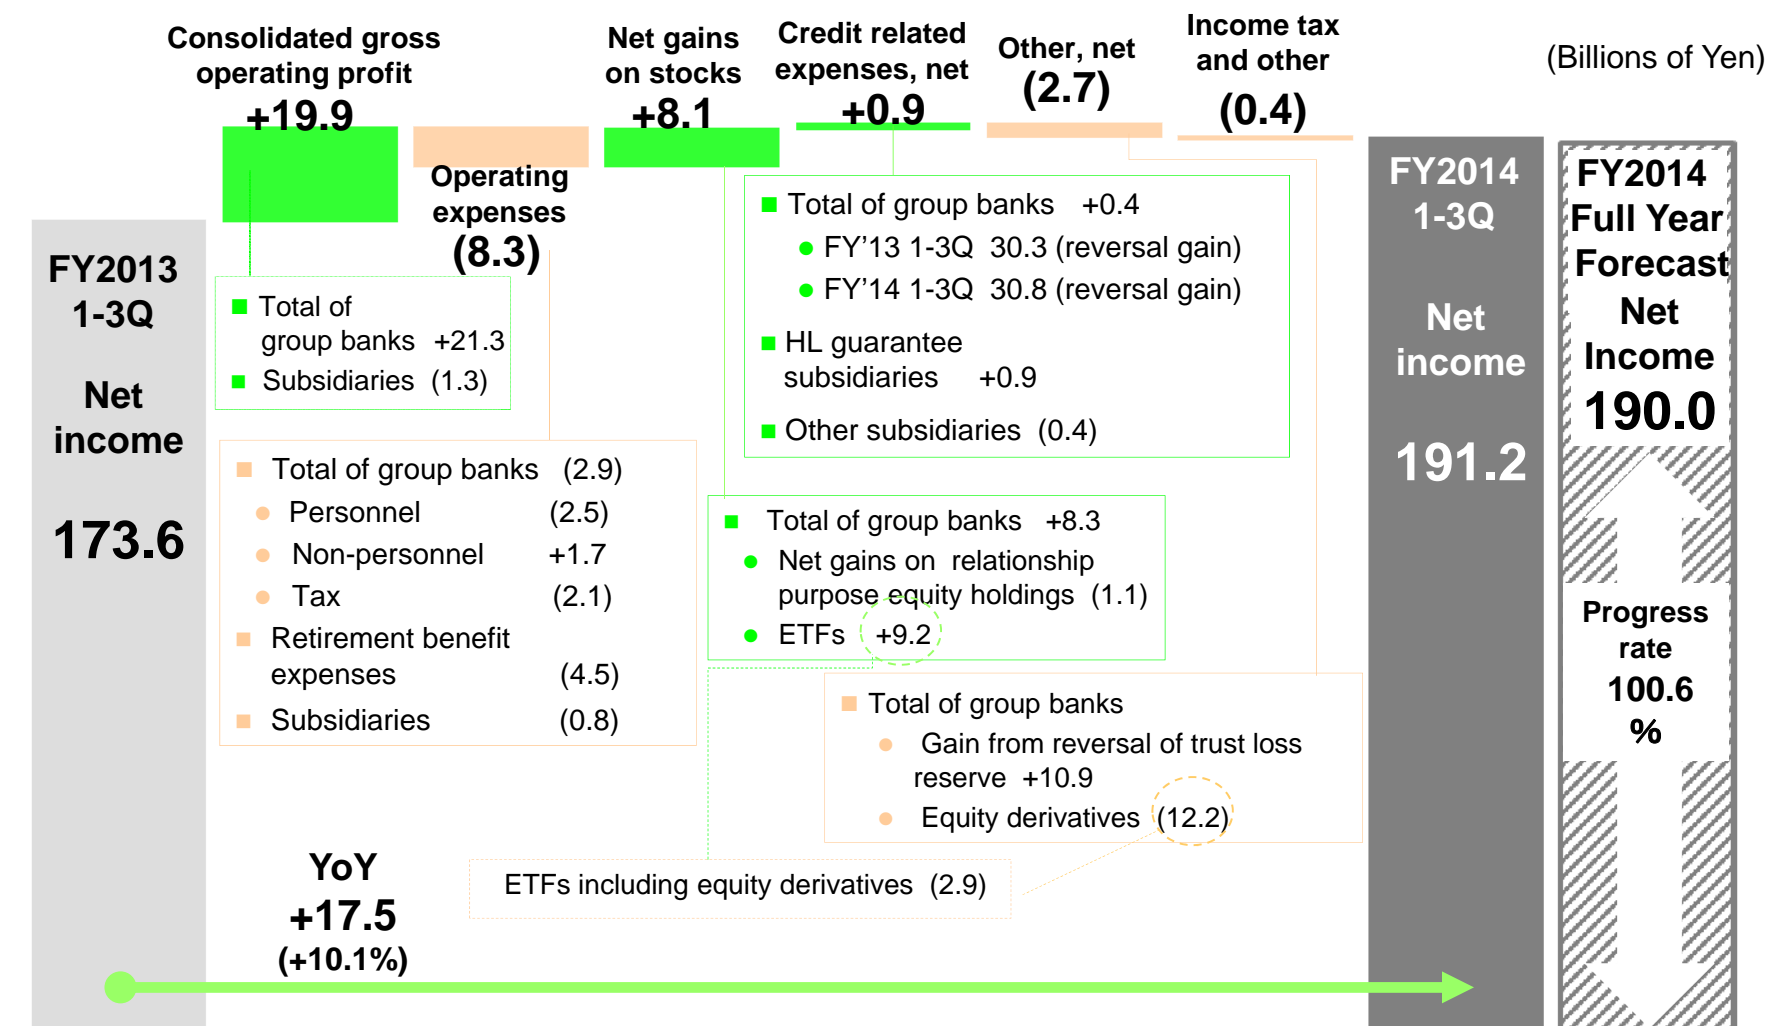 Consolidated gross
operating profit
+19.9
Net gains
on stocks
+8.1
Credit related
expenses, net
+0.9
Other, net
(2.7)
Income tax
and other
(0.4)
(Billions of Yen)
Operating
expenses
(8.3)
FY2013
1-3Q
Net
income
173.6
■ Total of
group banks +21.3
■ Subsidiaries (1.3)
■ Total of group banks (2.9)
● Personnel (2.5)
● Non-personnel +1.7
● Tax (2.1)
■ Retirement benefit
expenses (4.5)
■ Subsidiaries (0.8)
■ Total of group banks +0.4
● FY’13 1-3Q 30.3 (reversal gain)
● FY’14 1-3Q 30.8 (reversal gain)
■ HL guarantee
subsidiaries +0.9
■ Other subsidiaries (0.4)
■ Total of group banks +8.3
● Net gains on relationship
purpose equity holdings (1.1)
● ETFs +9.2
■ Total of group banks
● Gain from reversal of trust loss
reserve +10.9
● Equity derivatives (12.2)
ETFs including equity derivatives (2.9)
YoY
+17.5
(+10.1%)
FY2014
1-3Q
Net
income
191.2
FY2014
Full Year
Forecast
Net
Income
190.0
Progress
rate
100.6
%